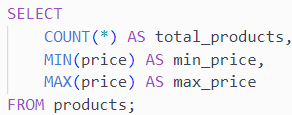 SELECT
    COUNT(*) AS total_products,
    MIN(price) AS min_price,
    MAX(price) AS max_price
FROM products;